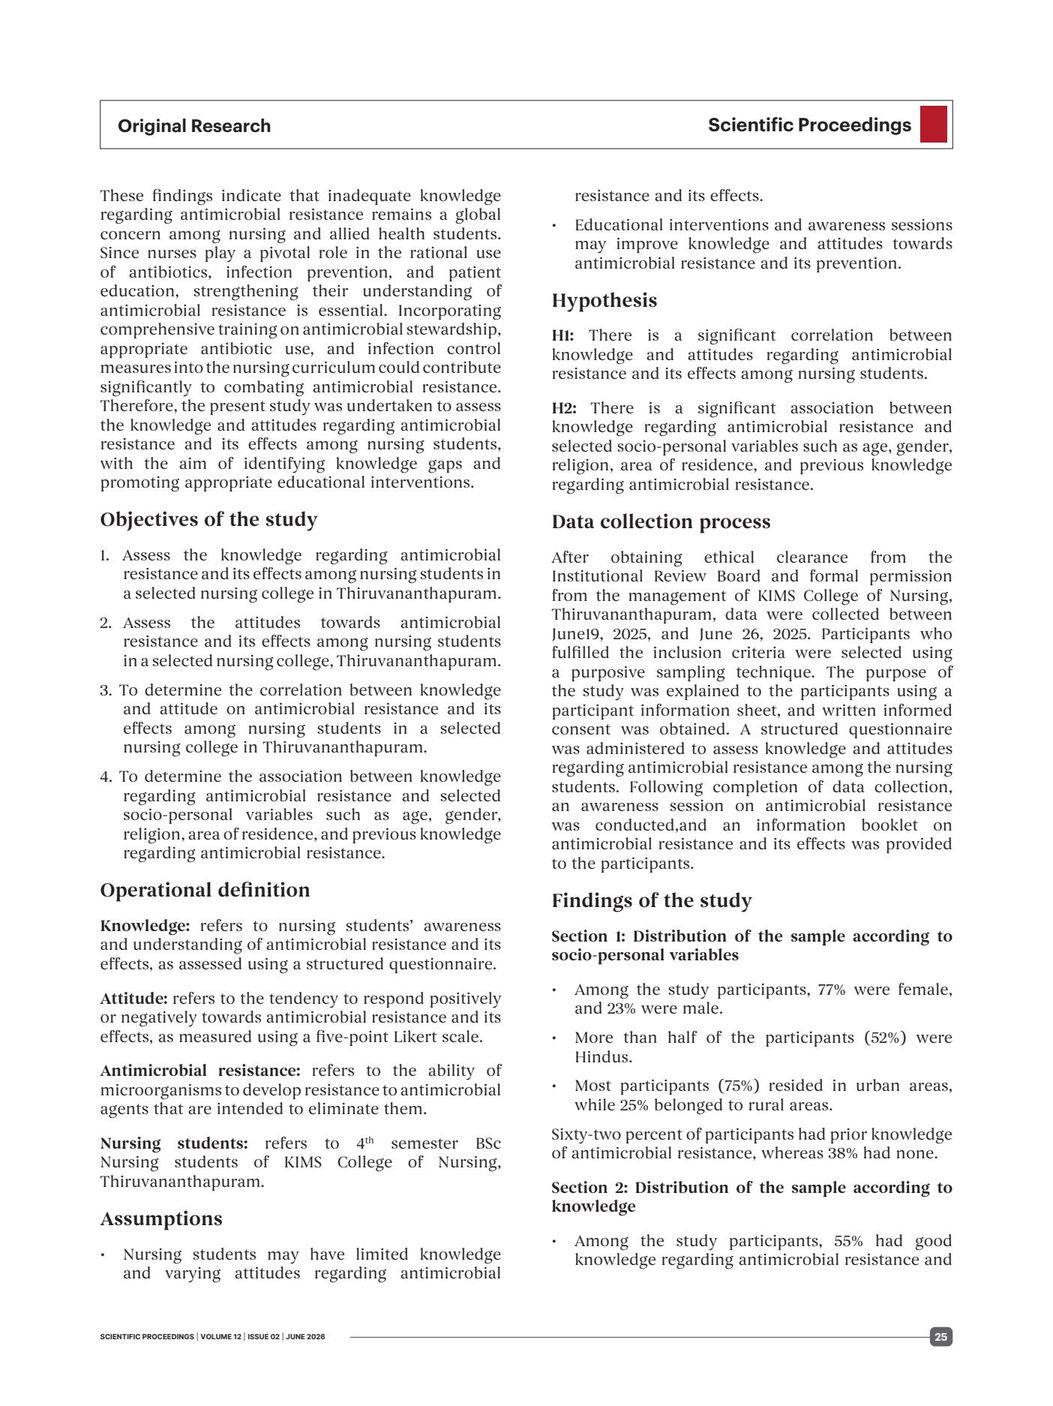 Original Research
Scientific Proceedings
These findings indicate that inadequate knowledge
regarding antimicrobial resistance remains a global
concern among nursing and allied health students.
Since nurses play a pivotal role in the rational use
of antibiotics, infection prevention, and patient
education, strengthening their understanding of
antimicrobial resistance is essential. Incorporating
comprehensive training on antimicrobial stewardship,
appropriate antibiotic use, and infection control
measures into the nursing curriculum could contribute
significantly to combating antimicrobial resistance.
Therefore, the present study was undertaken to assess
the knowledge and attitudes regarding antimicrobial
resistance and its effects among nursing students,
with the aim of identifying knowledge gaps and
promoting appropriate educational interventions.
Objectives of the study
1. Assess the knowledge regarding antimicrobial
resistance and its effects among nursing students in
a selected nursing college in Thiruvananthapuram.
2. Assess the attitudes towards antimicrobial
resistance and its effects among nursing students
in a selected nursing college, Thiruvananthapuram.
3. To determine the correlation between knowledge
and attitude on antimicrobial resistance and its
effects among nursing students in a selected
nursing college in Thiruvananthapuram.
4. To determine the association between knowledge
regarding antimicrobial resistance and selected
socio-personal variables such as age, gender,
religion, area of residence, and previous knowledge
regarding antimicrobial resistance.
Operational definition
Knowledge: refers to nursing students’ awareness
and understanding of antimicrobial resistance and its
effects, as assessed using a structured questionnaire.
Attitude: refers to the tendency to respond positively
or negatively towards antimicrobial resistance and its
effects, as measured using a five-point Likert scale.
Antimicrobial resistance: refers to the ability of
microorganisms to develop resistance to antimicrobial
agents that are intended to eliminate them.
Nursing students: refers to 4th semester BSc
Nursing students of KIMS College of Nursing,
Thiruvananthapuram.
Assumptions
• Nursing students may have limited knowledge
and varying attitudes regarding antimicrobial
resistance and its effects.
• Educational interventions and awareness sessions
may improve knowledge and attitudes towards
antimicrobial resistance and its prevention.
Hypothesis
H1: There is a significant correlation between
knowledge and attitudes regarding antimicrobial
resistance and its effects among nursing students.
H2: There is a significant association between
knowledge regarding antimicrobial resistance and
selected socio-personal variables such as age, gender,
religion, area of residence, and previous knowledge
regarding antimicrobial resistance.
Data collection process
After obtaining ethical clearance from the
Institutional Review Board and formal permission
from the management of KIMS College of Nursing,
Thiruvananthapuram, data were collected between
June19, 2025, and June 26, 2025. Participants who
fulfilled the inclusion criteria were selected using
a purposive sampling technique. The purpose of
the study was explained to the participants using a
participant information sheet, and written informed
consent was obtained. A structured questionnaire
was administered to assess knowledge and attitudes
regarding antimicrobial resistance among the nursing
students. Following completion of data collection,
an awareness session on antimicrobial resistance
was conducted,and an information booklet on
antimicrobial resistance and its effects was provided
to the participants.
Findings of the study
Section 1: Distribution of the sample according to
socio-personal variables
• Among the study participants, 77% were female,
and 23% were male.
• More than half of the participants (52%) were
Hindus.
• Most participants (75%) resided in urban areas,
while 25% belonged to rural areas.
Sixty-two percent of participants had prior knowledge
of antimicrobial resistance, whereas 38% had none.
Section 2: Distribution of the sample according to
knowledge
• Among the study participants, 55% had good
knowledge regarding antimicrobial resistance and
SCIENTIFIC PROCEEDINGS | VOLUME 12 | ISSUE 02 | JUNE 2026
25